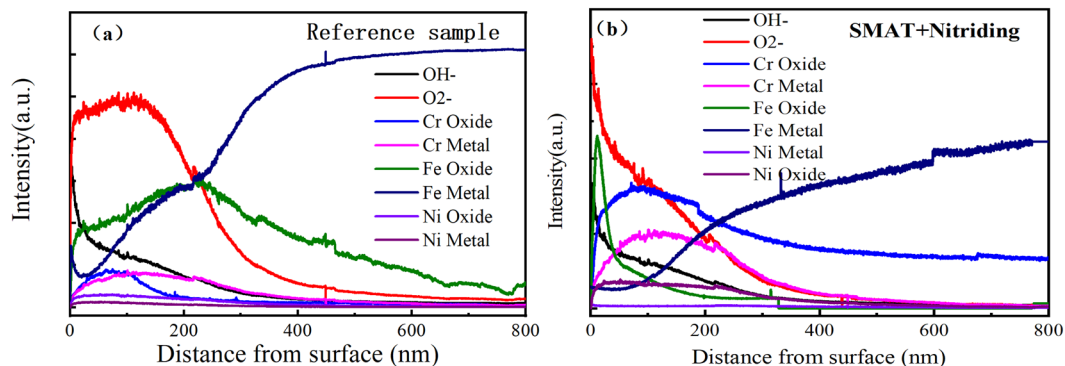 (a)
Reference sample
OH-
O2-
Cr Oxide
Cr Metal
Fe Oxide
Fe Metal
Ni Oxide
Ni Metal
Intensity(a.u.)
0
200
400
600
800
Distance from surface (nm)
(b)
SMAT+Nitriding
OH-
O2-
Cr Oxide
Cr Metal
Fe Oxide
Fe Metal
Ni Metal
Ni Oxide
Intensity(a.u.)
0
200
400
600
800
Distance from surface (nm)